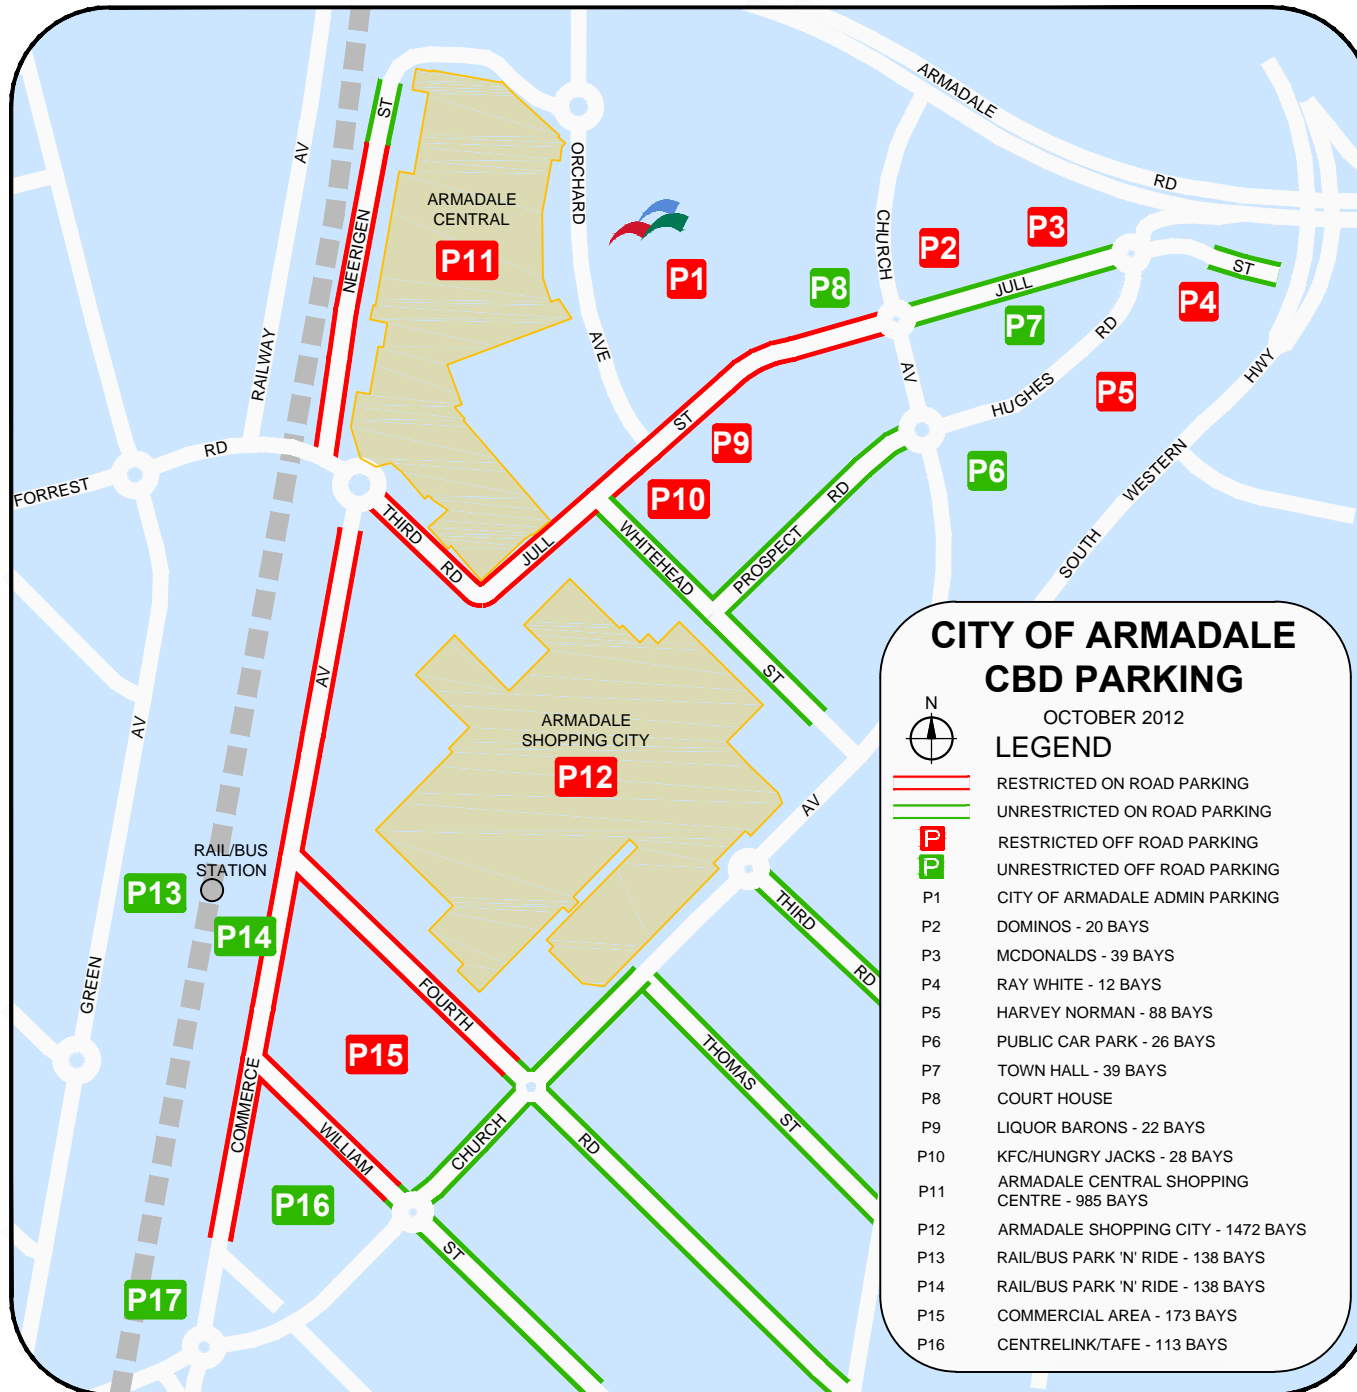 ARMADALE
RD
ST
AV
ORCHARD
AVE
NEERIGEN
ARMADALE
CENTRAL
P11
P1
CHURCH
AV
P2
P3
P8
JULL
ST
P7
P4
HUGHES
RD
P5
HWY
WESTERN
SOUTH
RAILWAY
RD
FORREST
ST
P9
P10
P6
THIRD
RD
JULL
WHITEHEAD
ST
PROSPECT
RD
AV
AV
ARMADALE
SHOPPING CITY
P12
AV
RAIL/BUS
STATION
P13
P14
GREEN
THIRD
RD
FOURTH
RD
THOMAS
ST
P15
COMMERCE
WILLIAM
ST
CHURCH
P16
P17
CITY OF ARMADALE
CBD PARKING
N
OCTOBER 2012
LEGEND
RESTRICTED ON ROAD PARKING
UNRESTRICTED ON ROAD PARKING
P RESTRICTED OFF ROAD PARKING
P UNRESTRICTED OFF ROAD PARKING
P1 CITY OF ARMADALE ADMIN PARKING
P2 DOMINOS - 20 BAYS
P3 MCDONALDS - 39 BAYS
P4 RAY WHITE - 12 BAYS
P5 HARVEY NORMAN - 88 BAYS
P6 PUBLIC CAR PARK - 26 BAYS
P7 TOWN HALL - 39 BAYS
P8 COURT HOUSE
P9 LIQUOR BARONS - 22 BAYS
P10 KFC/HUNGRY JACKS - 28 BAYS
P11 ARMADALE CENTRAL SHOPPING
CENTRE - 985 BAYS
P12 ARMADALE SHOPPING CITY - 1472 BAYS
P13 RAIL/BUS PARK 'N' RIDE - 138 BAYS
P14 RAIL/BUS PARK 'N' RIDE - 138 BAYS
P15 COMMERCIAL AREA - 173 BAYS
P16 CENTRELINK/TAFE - 113 BAYS